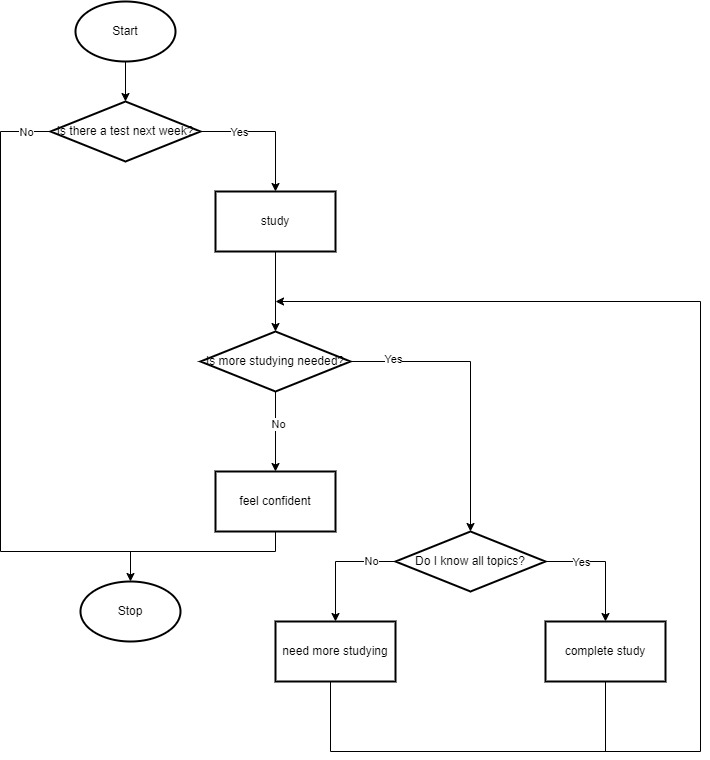 Start
Is there a test next week?
No
Yes
study
Is more studying needed?
Yes
No
feel confident
Do I know all topics?
No
Yes
Stop
need more studying
complete study